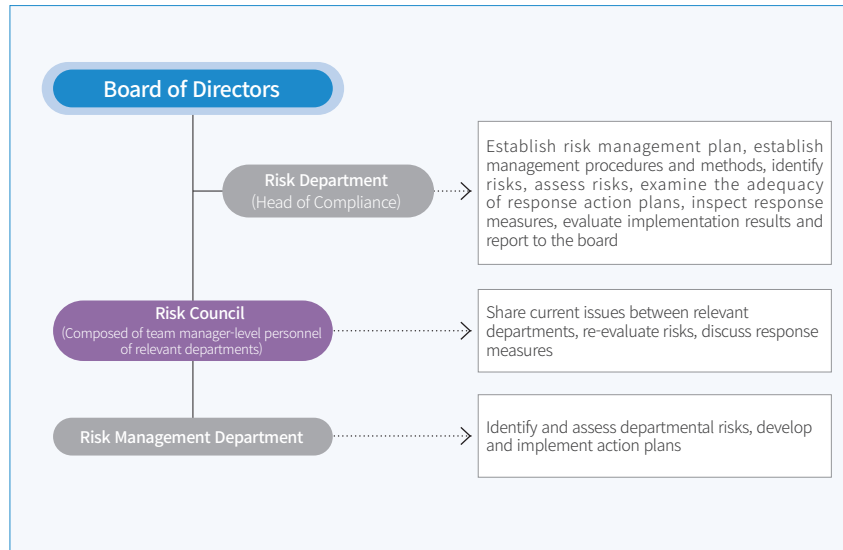 Board of Directors
Risk Department
(Head of Compliance)
Establish risk management plan, establish
management procedures and methods, identify
risks, assess risks, examine the adequacy
of response action plans, inspect response
measures, evaluate implementation results and
report to the board
Risk Council
(Composed of team manager-level personnel
of relevant departments)
Share current issues between relevant
departments, re-evaluate risks, discuss response
measures
Risk Management Department
Identify and assess departmental risks, develop
and implement action plans